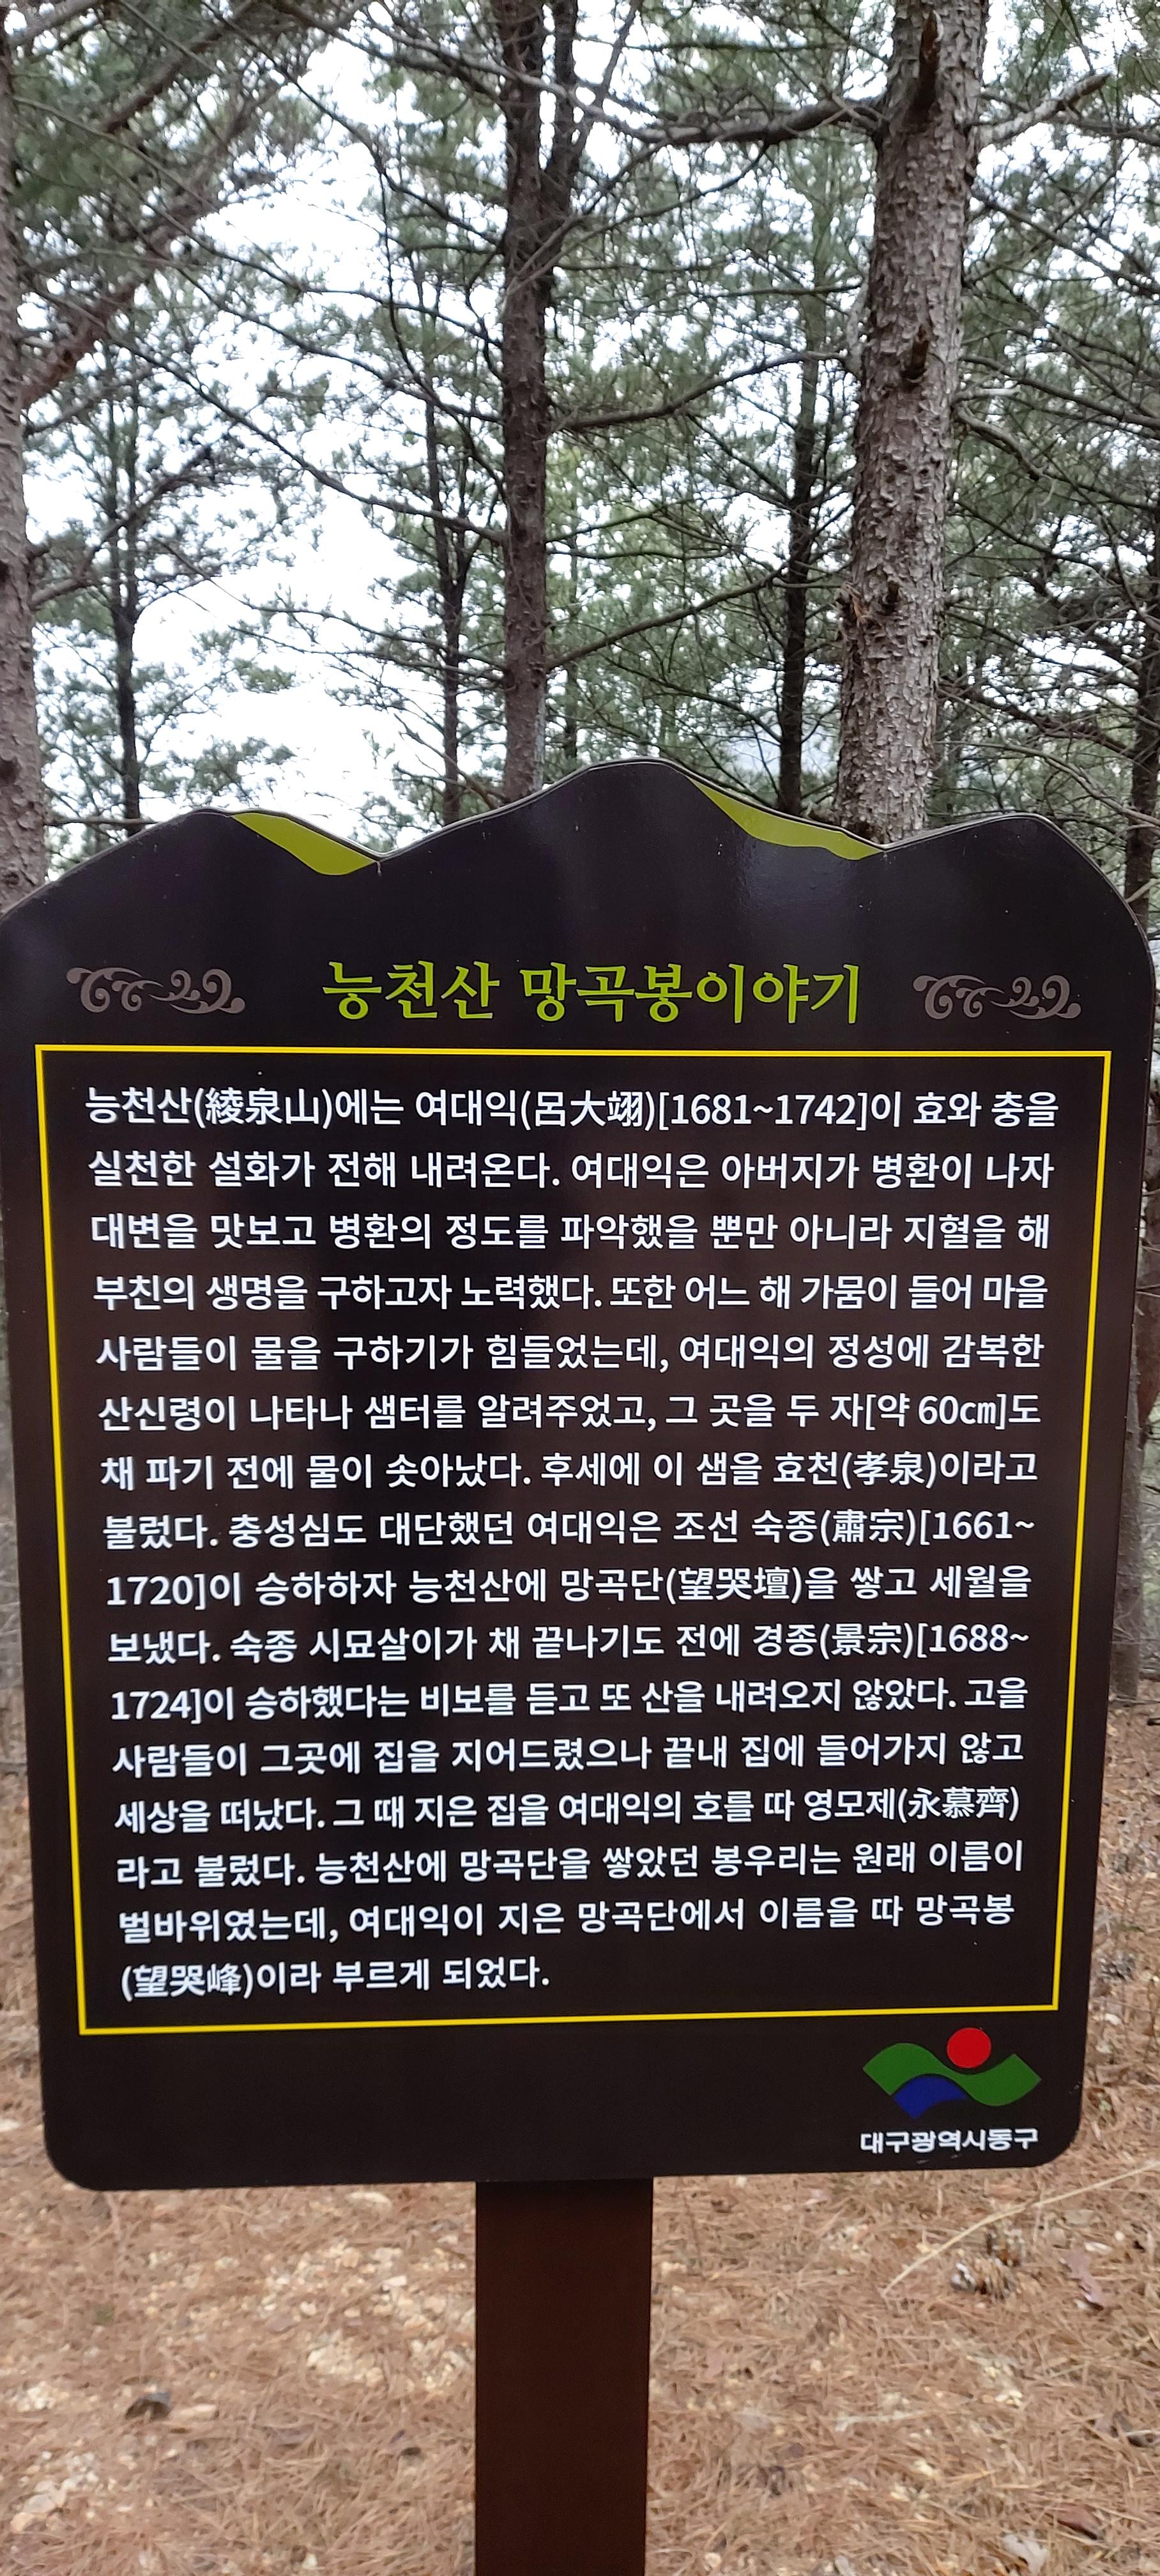 능천산 망곡봉이야기
능천산(綾泉山)에는 여대익(呂大翊)[1681~1742]이 효와 충을
실천한 설화가 전해 내려온다. 여대익은 아버지가 병환이 나자
대변을 맛보고 병환의 정도를 파악했을 뿐만 아니라 지혈을 해
부친의 생명을 구하고자 노력했다. 또한 어느 해 가뭄이 들어 마을
사람들이 물을 구하기가 힘들었는데, 여대익의 정성에 감복한
산신령이 나타나 샘터를 알려주었고, 그 곳을 두 자[약 60㎝]도
채 파기 전에 물이 솟아났다. 후세에 이 샘을 효천(孝泉)이라고
불렀다. 충성심도 대단했던 여대익은 조선 숙종(肅宗)[1661~
1720]이 승하하자 능천산에 망곡단(望哭壇)을 쌓고 세월을
보냈다. 숙종 시묘살이가 채 끝나기도 전에 경종(景宗)[1688~
1724]이 승하했다는 비보를 듣고 또 산을 내려오지 않았다. 고을
사람들이 그곳에 집을 지어드렸으나 끝내 집에 들어가지 않고
세상을 떠났다. 그 때 지은 집을 여대익의 호를 따 영모제(永慕齊)
라고 불렀다. 능천산에 망곡단을 쌓았던 봉우리는 원래 이름이
벌바위였는데, 여대익이 지은 망곡단에서 이름을 따 망곡봉
(望哭峰)이라 부르게 되었다.
대구광역시동구